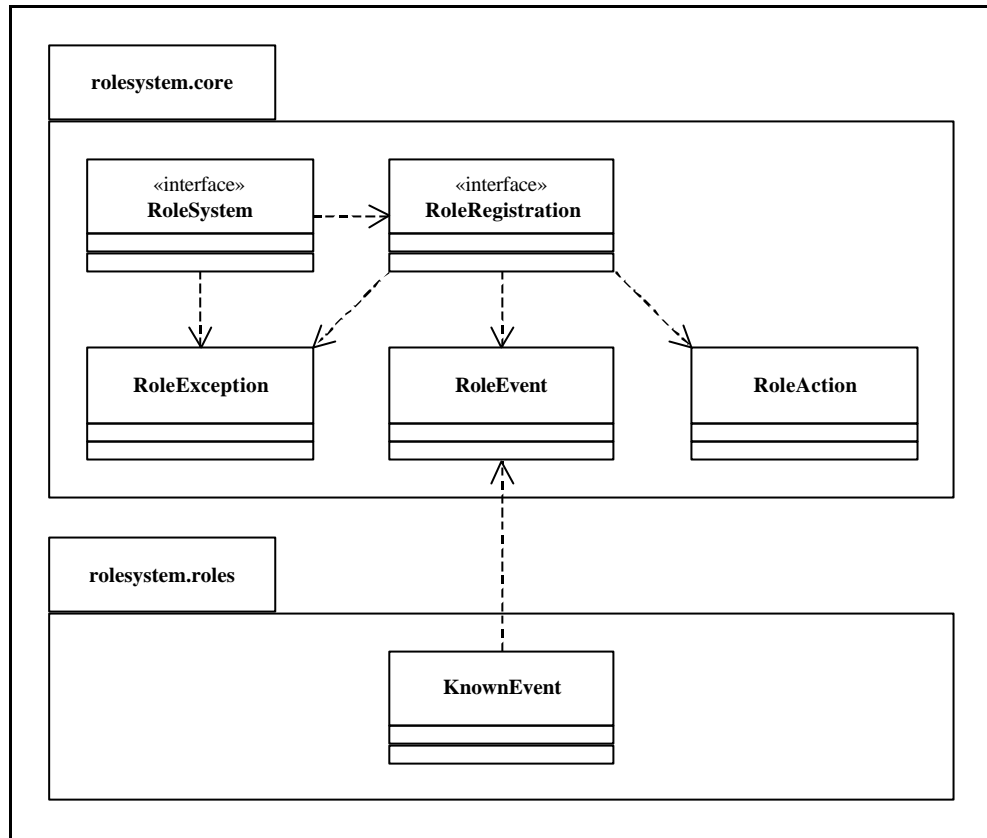 rolesystem.core
«interface»
RoleSystem
«interface»
RoleRegistration
RoleException
RoleEvent
RoleAction
rolesystem.roles
KnownEvent